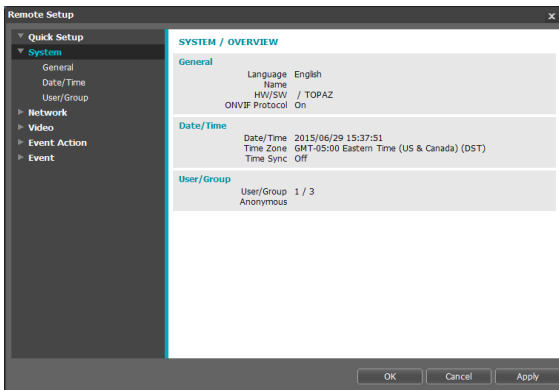 Remote Setup
x
Quick Setup
System
General
Date/Time
User/Group
Network
Video
Event Action
Event
SYSTEM / OVERVIEW
General
Language English
Name
HW/SW / TOPAZ
ONVIF Protocol On
Date/Time
Date/Time 2015/06/29 15:37:51
Time Zone GMT-05:00 Eastern Time (US & Canada) (DST)
Time Sync Off
User/Group
User/Group 1 / 3
Anonymous
OK Cancel Apply